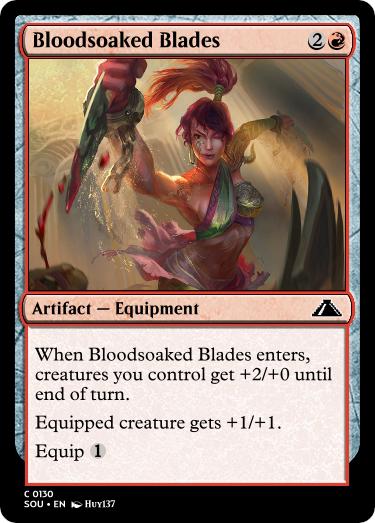 Bloodsoaked Blades 2
Artifact — Equipment
When Bloodsoaked Blades enters,
creatures you control get +2/+0 until
end of turn.
Equipped creature gets +1/+1.
Equip 1
C 0130
SOU • EN Huy137